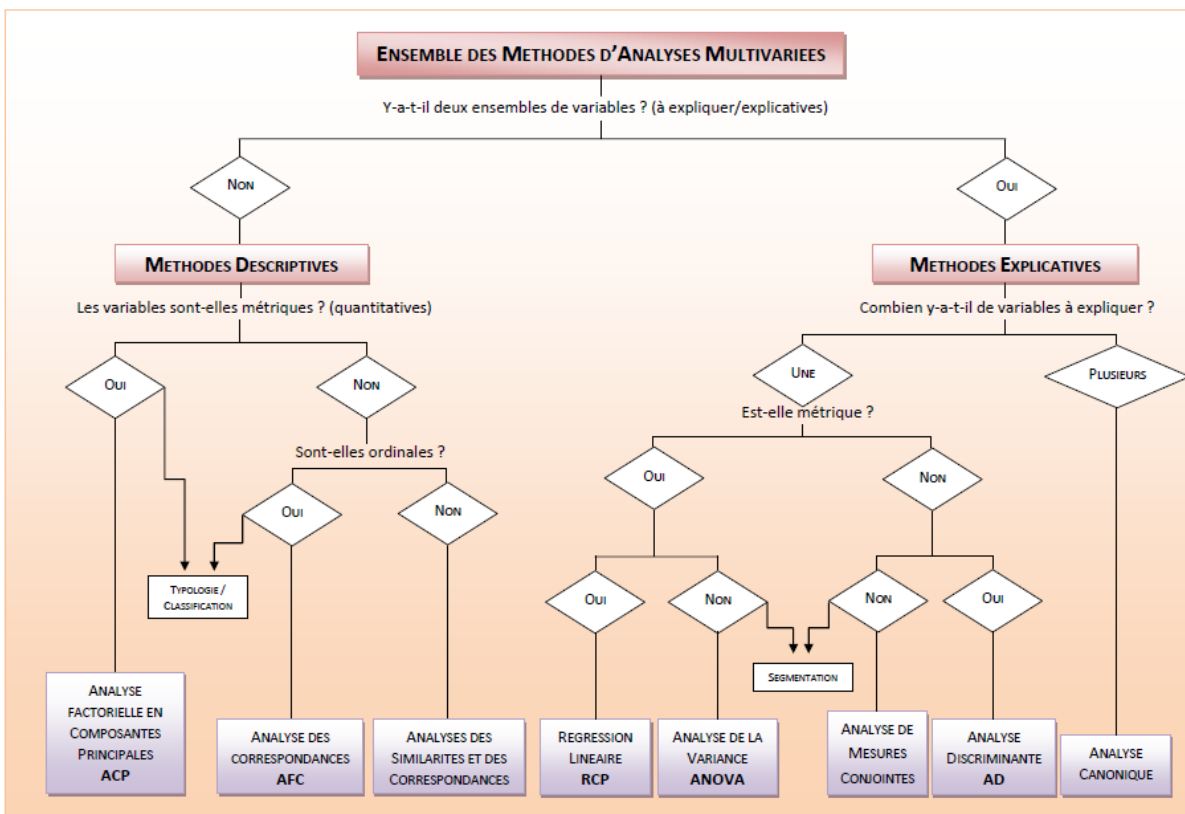 ENSEMBLE DES METHODES D'ANALYSES MULTIVARIEES
Y-a-t-il deux ensembles de variables ? (à expliquer/explicatives)
NON
OUI
METHODES DESCRIPTIVES
METHODES EXPLICATIVES
Les variables sont-elles métriques ? (quantitatives)
Combien y-a-t-il de variables à expliquer ?
OUI
NON
UNE
PLUSIEURS
Est-elle métrique ?
Sont-elles ordinales ?
OUI
NON
OUI
NON
TYPOLOGIE /
CLASSIFICATION
OUI
NON
NON
OUI
SEGMENTATION
ANALYSE
FACTORIELLE EN
COMPOSANTES
PRINCIPALES
ACP
ANALYSE DES
CORRESPONDANCES
AFC
ANALYSES DES
SIMILARITES ET DES
CORRESPONDANCES
REGRESSION
LINEAIRE
RCP
ANALYSE DE LA
VARIANCE
ANOVA
ANALYSE DE
MESURES
CONJOINTES
ANALYSE
DISCRIMINANTE
AD
ANALYSE
CANONIQUE